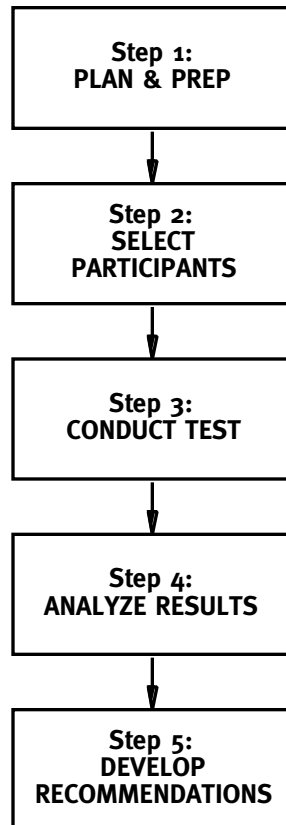 Step 1:
PLAN & PREP
Step 2:
SELECT
PARTICIPANTS
Step 3:
CONDUCT TEST
Step 4:
ANALYZE RESULTS
Step 5:
DEVELOP
RECOMMENDATIONS